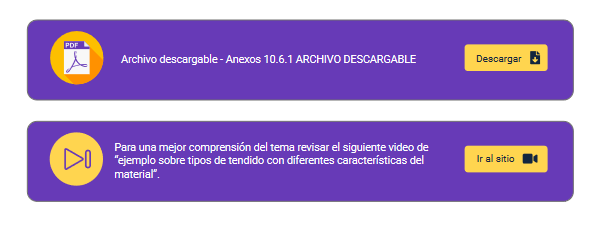 PDF
Archivo descargable - Anexos 10.6.1 ARCHIVO DESCARGABLE
Descargar
Para una mejor comprensión del tema revisar el siguiente video de
“ejemplo sobre tipos de tendido con diferentes características del
material”.
Ir al sitio